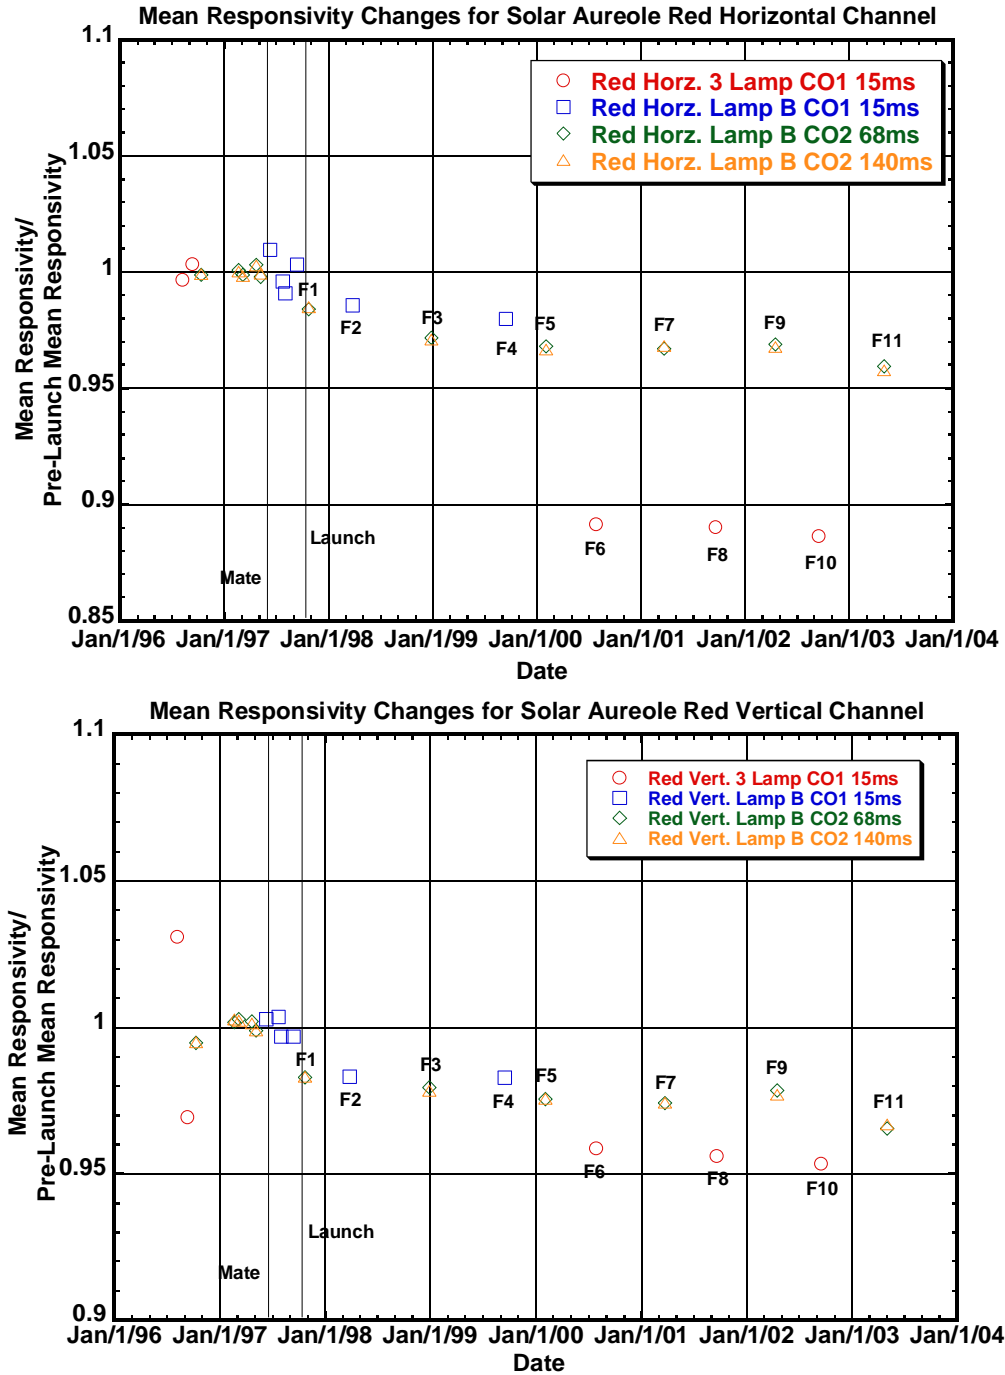 Mean Responsivity Changes for Solar Aureole Red Horizontal Channel
Mean Responsivity/
Pre-Launch Mean Responsivity
1.1
1.05
1
0.95
0.9
0.85
Red Horz. 3 Lamp CO1 15ms
Red Horz. Lamp B CO1 15ms
Red Horz. Lamp B CO2 68ms
Red Horz. Lamp B CO2 140ms
F1
F2
F3
F4
F5
F6
F7
F8
F9
F10
F11
Launch
Mate
Jan/1/96 Jan/1/97 Jan/1/98 Jan/1/99 Jan/1/00 Jan/1/01 Jan/1/02 Jan/1/03 Jan/1/04
Date
Mean Responsivity Changes for Solar Aureole Red Vertical Channel
Mean Responsivity/
Pre-Launch Mean Responsivity
1.1
1.05
1
0.95
0.9
Red Vert. 3 Lamp CO1 15ms
Red Vert. Lamp B CO1 15ms
Red Vert. Lamp B CO2 68ms
Red Vert. Lamp B CO2 140ms
F1
F2
F3
F4
F5
F6
F7
F8
F9
F10
F11
Launch
Mate
Jan/1/96 Jan/1/97 Jan/1/98 Jan/1/99 Jan/1/00 Jan/1/01 Jan/1/02 Jan/1/03 Jan/1/04
Date